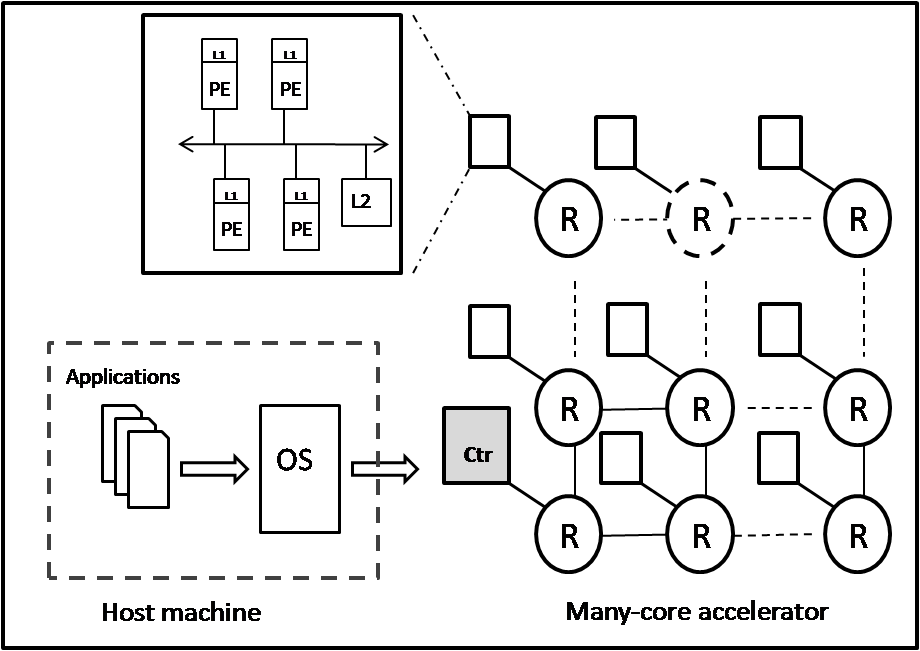 L1 L1
PE PE
L1 L1 L2
PE PE
R R R
Applications
OS
R R R
Ctr
R R R
Host machine
Many-core accelerator